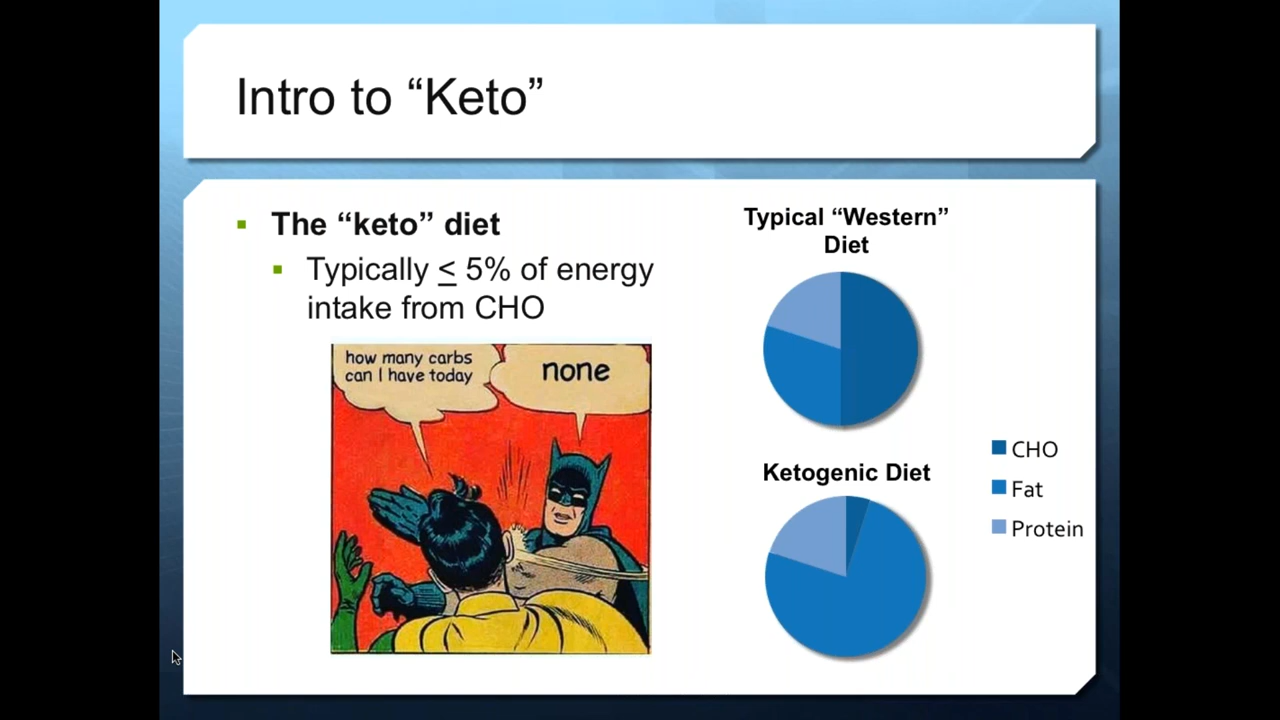 Intro to “Keto”
The “keto” diet
Typically ≤ 5% of energy
intake from CHO
how many carbs
can I have today
none
Typical “Western”
Diet
Ketogenic Diet
CHO
Fat
Protein